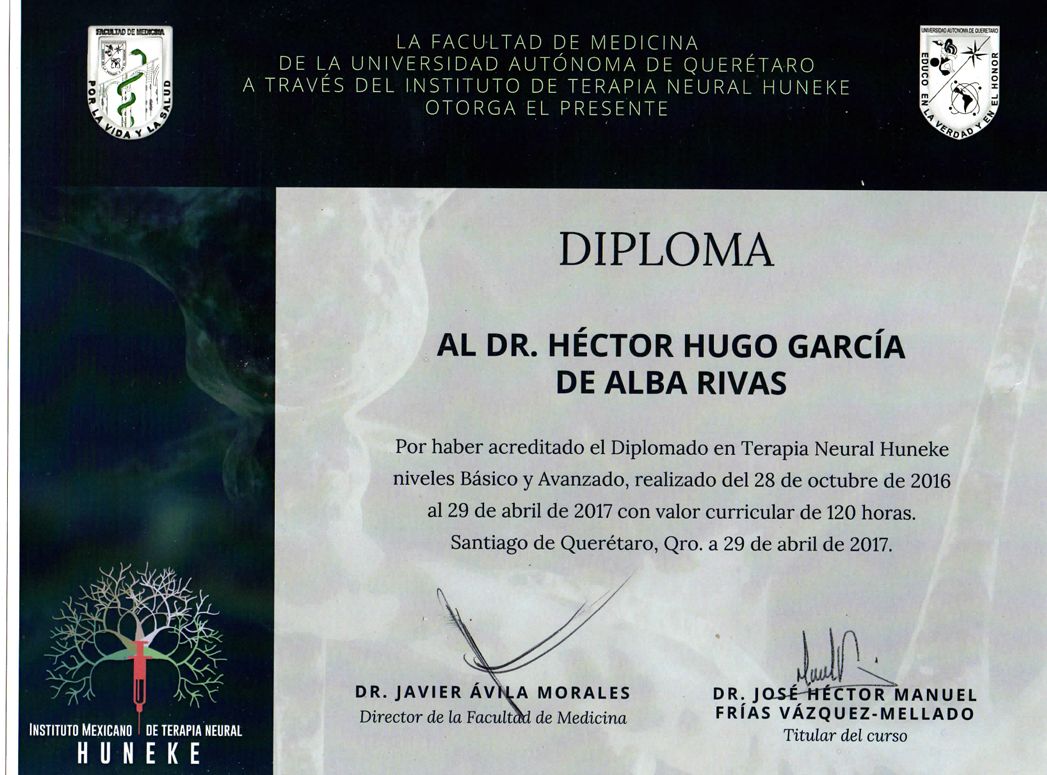 FACULTAD DE MEDICINA
POR LA VIDA Y LA SALUD
LA FACULTAD DE MEDICINA
DE LA UNIVERSIDAD AUTÓNOMA DE QUERÉTARO
A TRAVÉS DEL INSTITUTO DE TERAPIA NEURAL HUNEKE
OTORGA EL PRESENTE
UNIVERSIDAD AUTONOMA DE QUERETARO
EDUCO EN LA VERDAD Y EN EL HONOR
DIPLOMA
AL DR. HÉCTOR HUGO GARCÍA
DE ALBA RIVAS
Por haber acreditado el Diplomado en Terapia Neural Huneke
niveles Básico y Avanzado, realizado del 28 de octubre de 2016
al 29 de abril de 2017 con valor curricular de 120 horas.
Santiago de Querétaro, Qro. a 29 de abril de 2017.
DR. JAVIER ÁVILA MORALES
Director de la Facultad de Medicina
DR. JOSÉ HÉCTOR MANUEL
FRÍAS VÁZQUEZ-MELLADO
Titular del curso
INSTITUTO MEXICANO DE TERAPIA NEURAL
HUNEKE